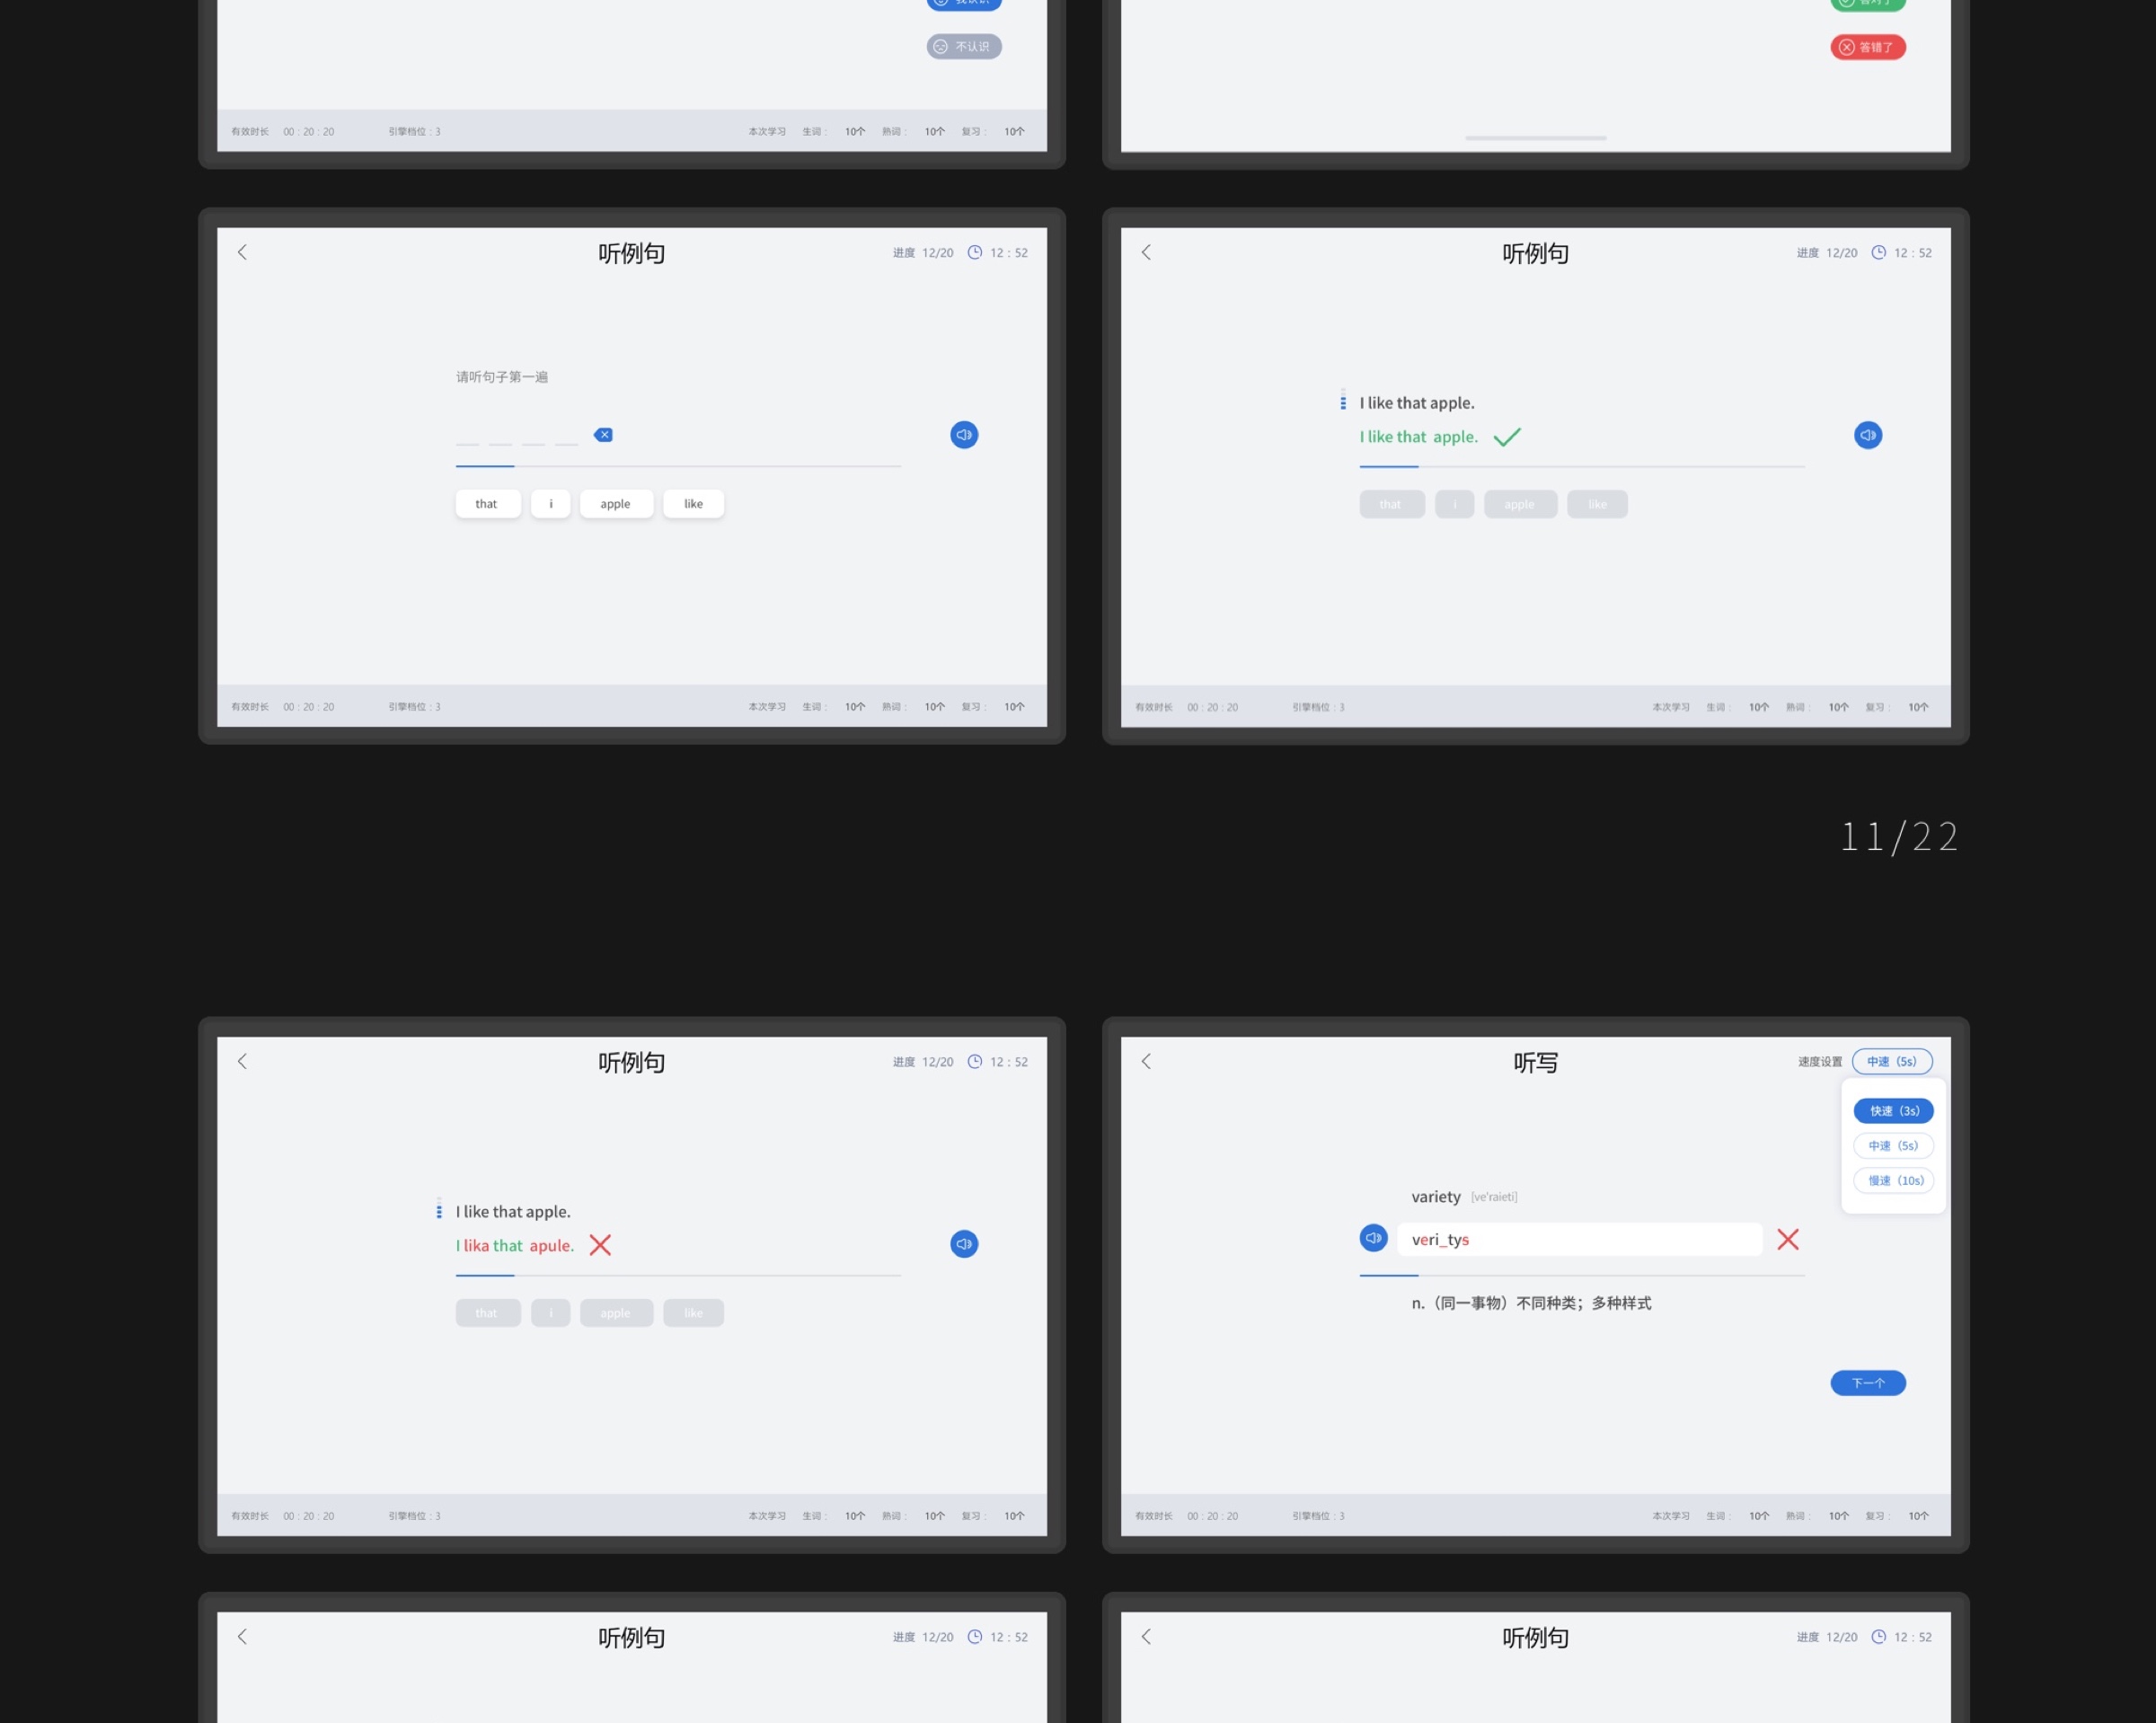 不认识
答错了
有效时长 00 : 20 : 20 引擎档位 : 3 本次学习 生词 : 10个 熟词 : 10个 复习 : 10个
听例句 进度 12/20 12 : 52
请听句子第一遍
that i apple like
有效时长 00 : 20 : 20 引擎档位 : 3 本次学习 生词 : 10个 熟词 : 10个 复习 : 10个
听例句 进度 12/20 12 : 52
I like that apple.
I like that apple.
that i apple like
有效时长 00 : 20 : 20 引擎档位 : 3 本次学习 生词 : 10个 熟词 : 10个 复习 : 10个
11/22
听例句 进度 12/20 12 : 52
I like that apple.
I lika that apule.
that i apple like
有效时长 00 : 20 : 20 引擎档位 : 3 本次学习 生词 : 10个 熟词 : 10个 复习 : 10个
听写 速度设置 中速（5s）
快速（3s）
中速（5s）
慢速（10s）
variety [ve'raieti]
veri_tys
n.（同一事物）不同种类；多种样式
下一个
有效时长 00 : 20 : 20 引擎档位 : 3 本次学习 生词 : 10个 熟词 : 10个 复习 : 10个
听例句 进度 12/20 12 : 52
听例句 进度 12/20 12 : 52